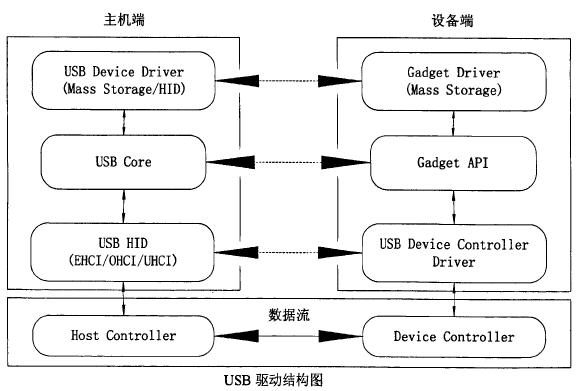 主机端
设备端
USB Device Driver
(Mass Storage/HID)
Gadget Driver
(Mass Storage)
USB Core
Gadget API
USB HID
(EHCI/OHCI/UHCI)
USB Device Controller
Driver
数据流
Host Controller
Device Controller
USB 驱动结构图